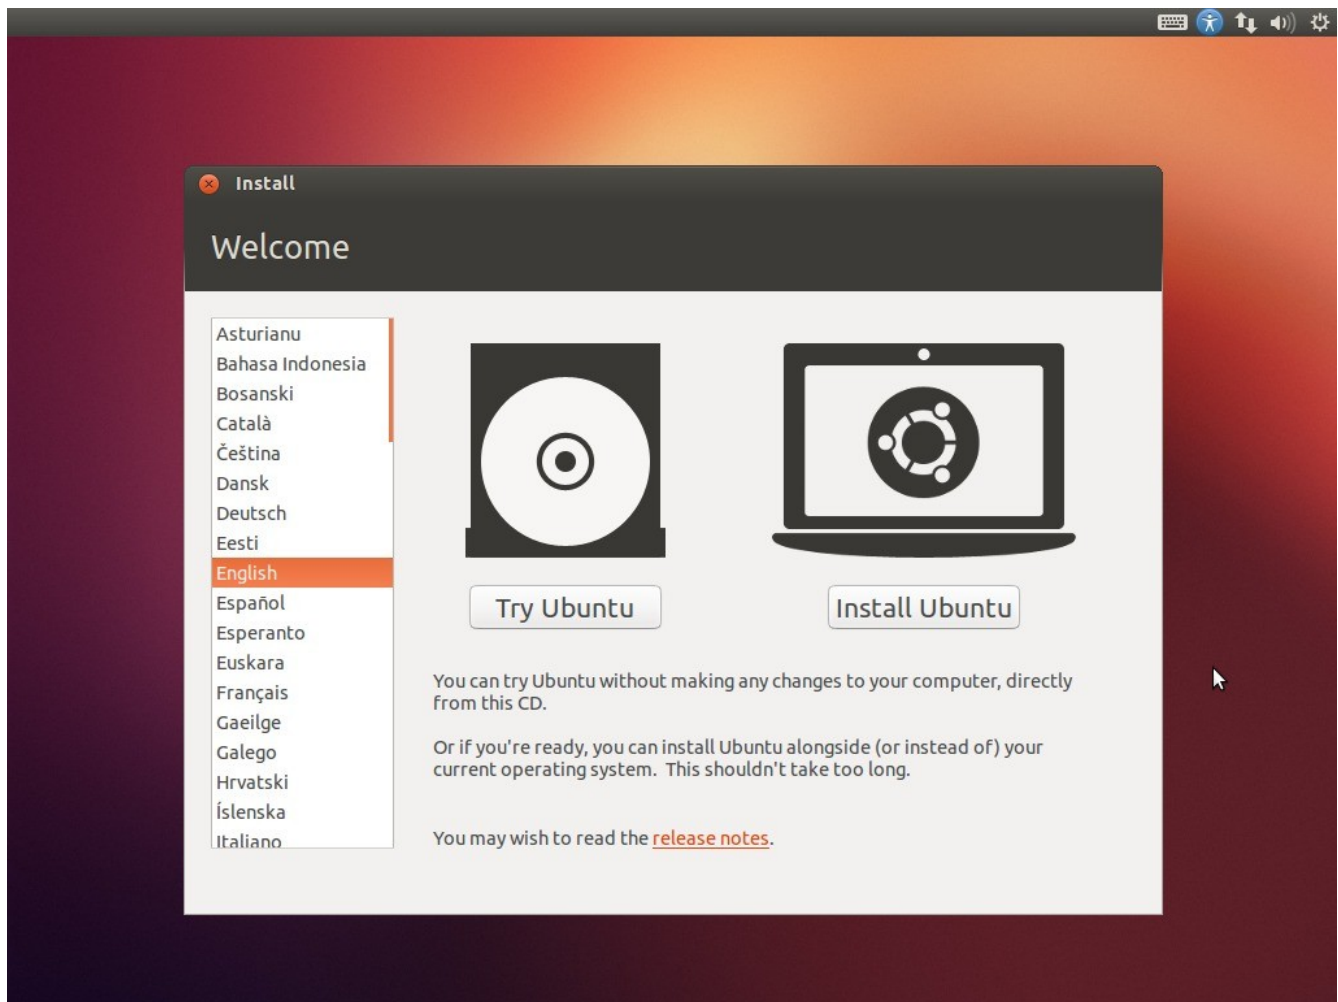 Install
Welcome
Asturianu
Bahasa Indonesia
Bosanski
Català
Čeština
Dansk
Deutsch
Eesti
English
Español
Esperanto
Euskara
Français
Gaeilge
Galego
Hrvatski
Íslenska
Italiano
Try Ubuntu
Install Ubuntu
You can try Ubuntu without making any changes to your computer, directly
from this CD.
Or if you're ready, you can install Ubuntu alongside (or instead of) your
current operating system.  This shouldn't take too long.
You may wish to read the release notes.